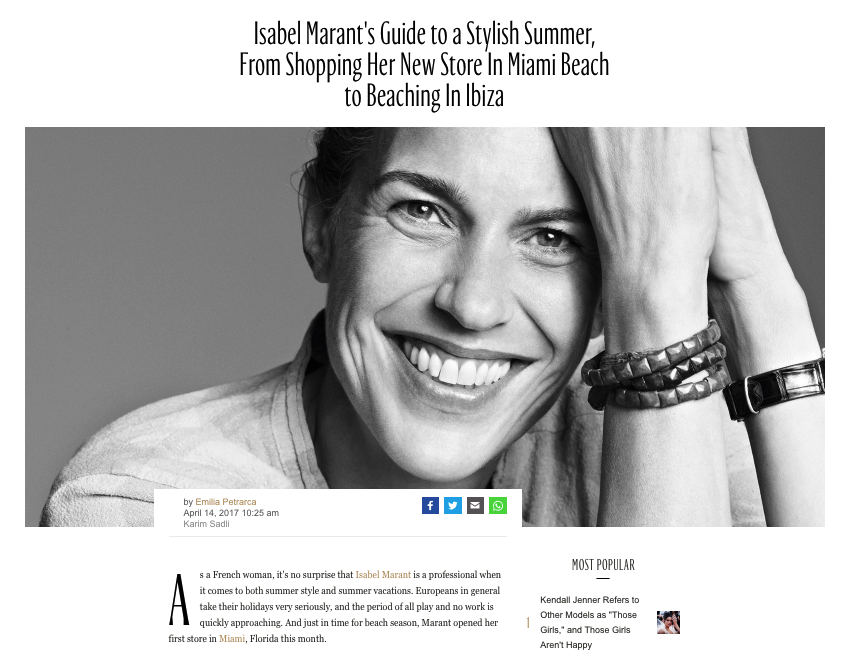 Isabel Marant's Guide to a Stylish Summer,
From Shopping Her New Store In Miami Beach
to Beaching In Ibiza
by Emilia Petrarca
April 14, 2017 10:25 am
Karim Sadli
As a French woman, it's no surprise that Isabel Marant is a professional when
it comes to both summer style and summer vacations. Europeans in general
take their holidays very seriously, and the period of all play and no work is
quickly approaching. And just in time for beach season, Marant opened her
first store in Miami, Florida this month.
MOST POPULAR
1
Kendall Jenner Refers to
Other Models as "Those
Girls," and Those Girls
Aren't Happy